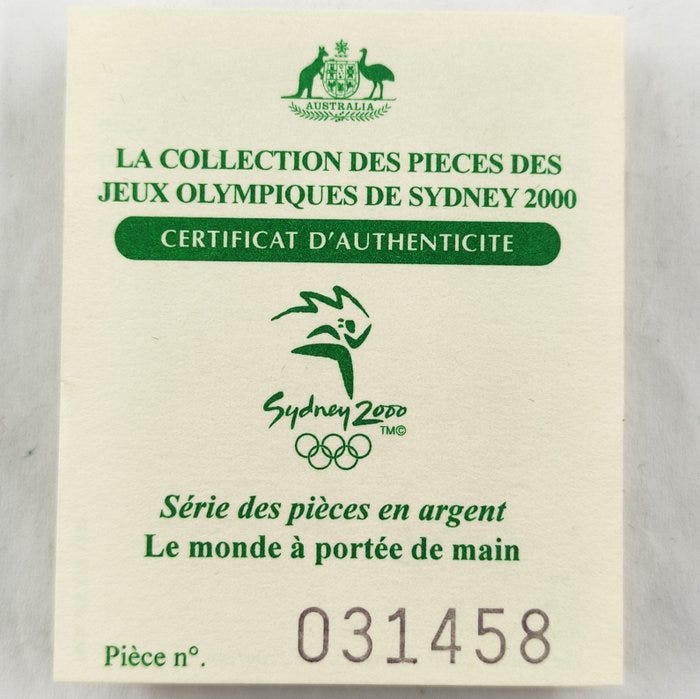 AUSTRALIA
LA COLLECTION DES PIECES DES
JEUX OLYMPIQUES DE SYDNEY 2000
CERTIFICAT D'AUTHENTICITE
Sydney 2000
TM©
Série des pièces en argent
Le monde à portée de main
Pièce n°. 031458